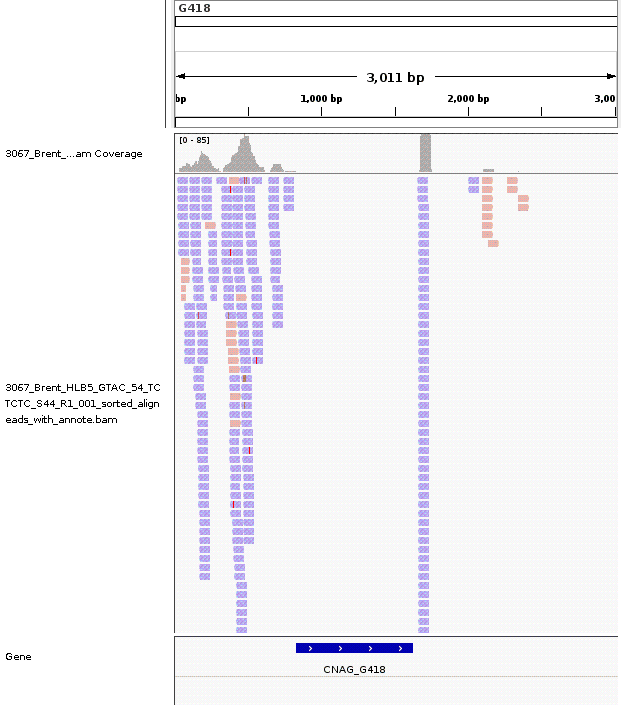 G418
3,011 bp
bp 1,000 bp 2,000 bp 3,00
[0 - 85]
3067_Brent_...am Coverage
3067_Brent_HLB5_GTAC_54_TC
TCTC_S44_R1_001_sorted_align
eads_with_annote.bam
Gene
CNAG_G418